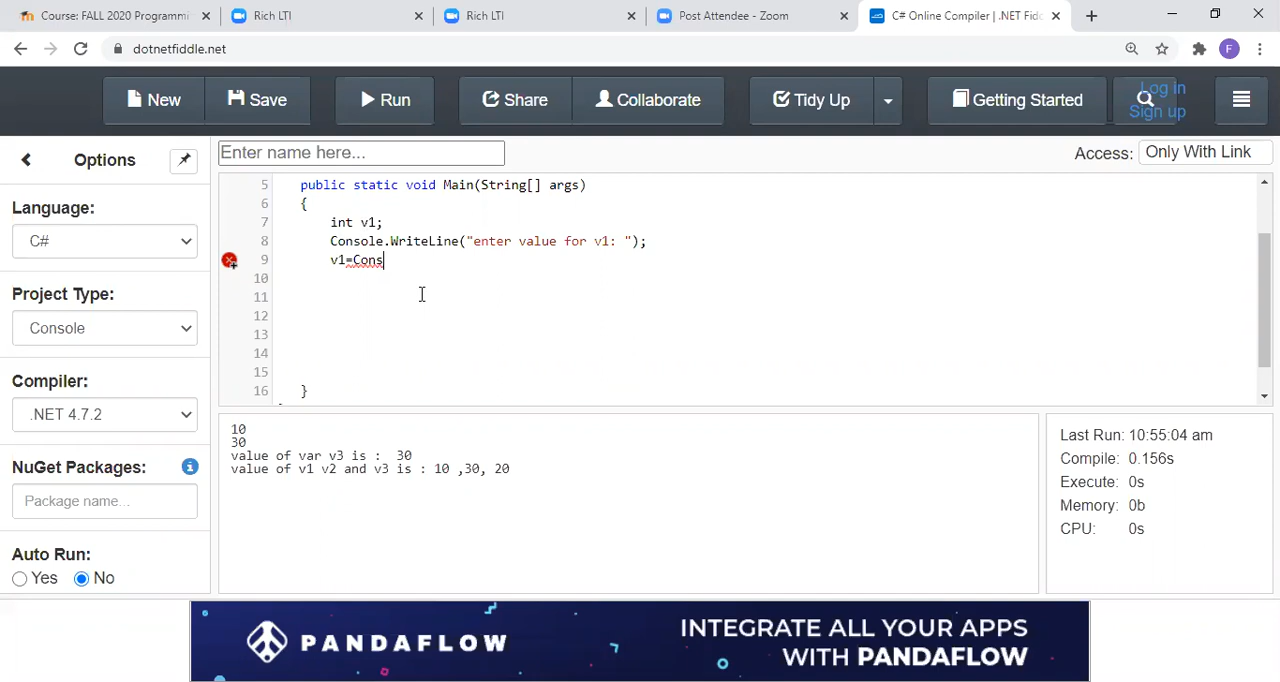 Course: FALL 2020 Programmi
Rich LTI
Rich LTI
Post Attendee - Zoom
C# Online Compiler | .NET Fidd
dotnetfiddle.net
F
New
Save
Run
Share
Collaborate
Tidy Up
Getting Started
Log in
Sign up
Options
Enter name here...
Access:
Only With Link
Language:
C#
Project Type:
Console
Compiler:
.NET 4.7.2
NuGet Packages:
Package name...
Auto Run:
Yes
No
5 public static void Main(String[] args)
6 {
7 int v1;
8 Console.WriteLine("enter value for v1: ");
9 v1=Cons
10
11
12
13
14
15
16 }
10
30
value of var v3 is :  30
value of v1 v2 and v3 is : 10 ,30, 20
Last Run: 10:55:04 am
Compile: 0.156s
Execute: 0s
Memory: 0b
CPU: 0s
PANDAFLOW
INTEGRATE ALL YOUR APPS
WITH PANDAFLOW